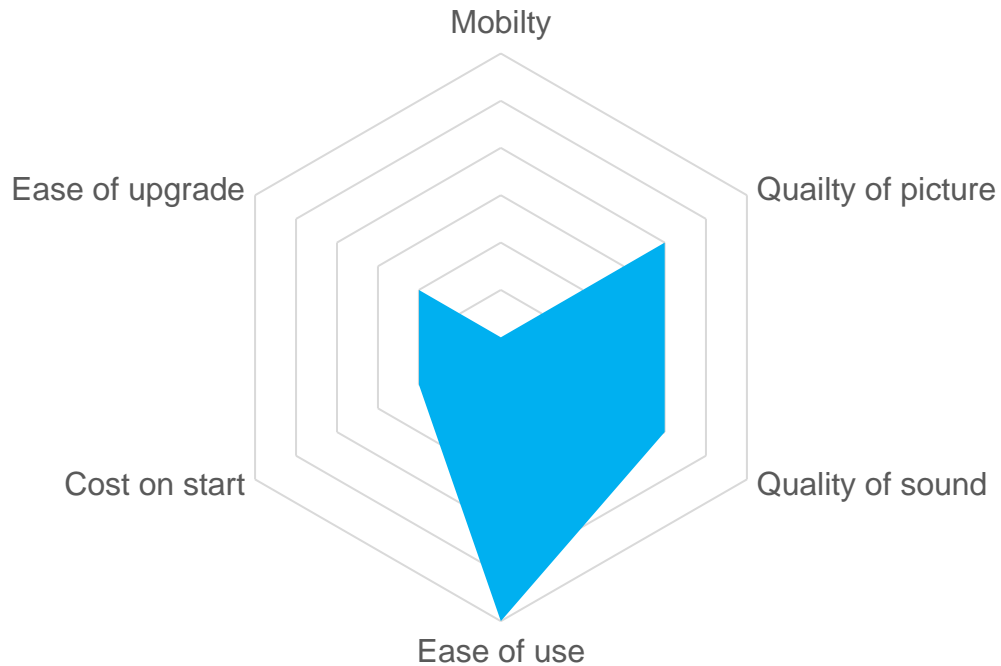 Mobilty
Ease of upgrade
Quailty of picture
Cost on start
Quality of sound
Ease of use